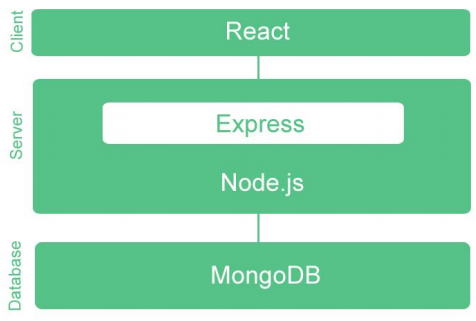 Client
React
Server
Express
Node.js
Database
MongoDB